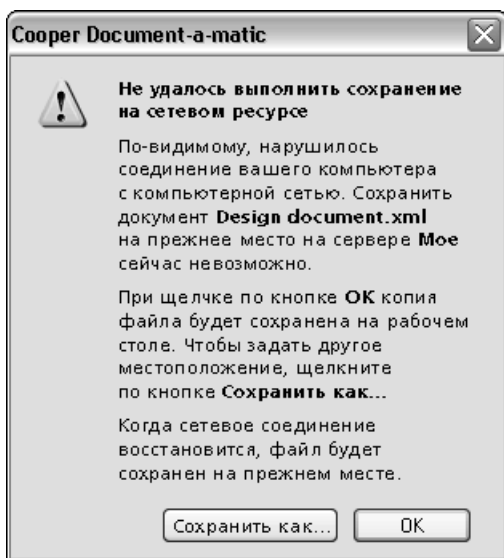 Cooper Document-a-matic
Не удалось выполнить сохранение
на сетевом ресурсе
По-видимому, нарушилось
соединение вашего компьютера
с компьютерной сетью. Сохранить
документ Design document.xml
на прежнее место на сервере Мое
сейчас невозможно.
При щелчке по кнопке OK копия
файла будет сохранена на рабочем
столе. Чтобы задать другое
местоположение, щелкните
по кнопке Сохранить как...
Когда сетевое соединение
восстановится, файл будет
сохранен на прежнем месте.
Сохранить как... OK